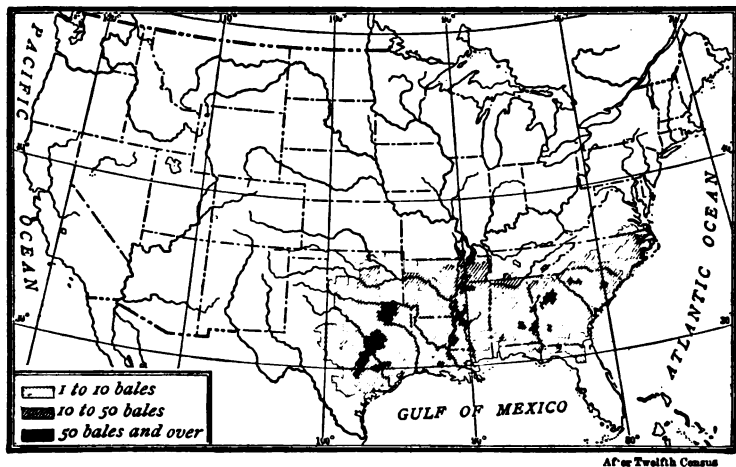 PACIFIC
OCEAN
ATLANTIC OCEAN
GULF OF MEXICO
1 to 10 bales
10 to 50 bales
50 bales and over
After Twelfth Census